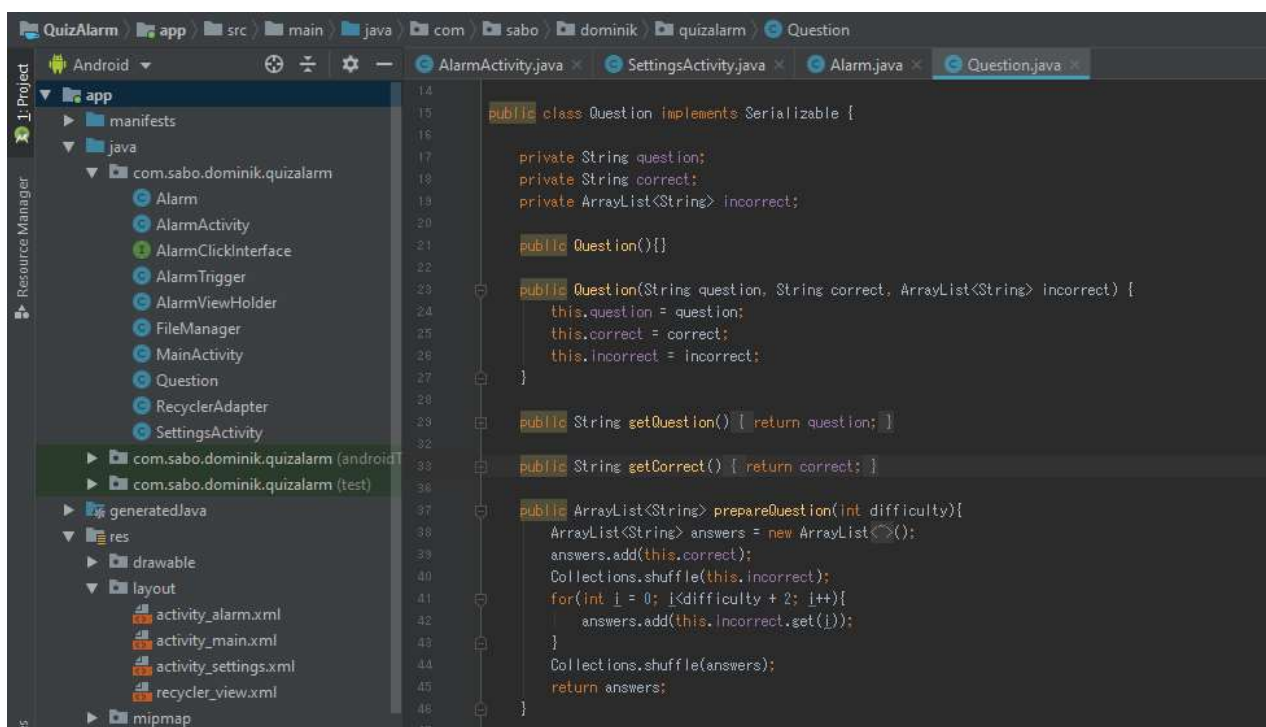 QuizAlarm app src main java com sabo dominik quizalarm Question
1: Project
Resource Manager
Android
app
manifests
java
com.sabo.dominik.quizalarm
Alarm
AlarmActivity
AlarmClickInterface
AlarmTrigger
AlarmViewHolder
FileManager
MainActivity
Question
RecyclerAdapter
SettingsActivity
com.sabo.dominik.quizalarm (androidT
com.sabo.dominik.quizalarm (test)
generatedJava
res
drawable
layout
activity_alarm.xml
activity_main.xml
activity_settings.xml
recycler_view.xml
mipmap
AlarmActivity.java SettingsActivity.java Alarm.java Question.java
14
15 public class Question implements Serializable {
16
17 private String question;
18 private String correct;
19 private ArrayList<String> incorrect;
20
21 public Question(){}
22
23 public Question(String question, String correct, ArrayList<String> incorrect) {
24 this.question = question;
25 this.correct = correct;
26 this.incorrect = incorrect;
27 }
28
29 public String getQuestion() { return question; }
32
33 public String getCorrect() { return correct; }
36
37 public ArrayList<String> prepareQuestion(int difficulty){
38 ArrayList<String> answers = new ArrayList<>();
39 answers.add(this.correct);
40 Collections.shuffle(this.incorrect);
41 for(int i = 0; i<difficulty + 2; i++){
42 answers.add(this.incorrect.get(i));
43 }
44 Collections.shuffle(answers);
45 return answers;
46 }